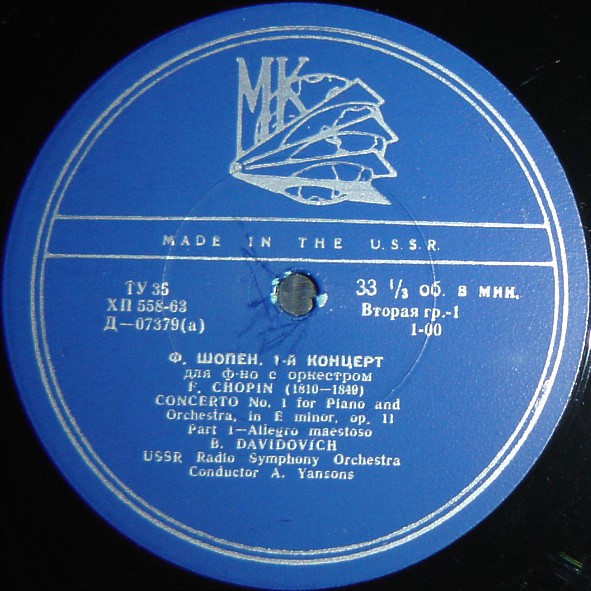 МК
MADE IN THE U.S.S.R.
ТУ 35
ХП 558-63
Д—07379(а)
33 1/3 об. в мин.
Вторая гр.-1
1-00
Ф. ШОПЕН. 1-й КОНЦЕРТ
для ф-но с оркестром
F. CHOPIN (1810—1849)
CONCERTO No. 1 for Piano and
Orchestra, in E minor, op. 11
Part 1—Allegro maestoso
B. DAVIDOVICH
USSR Radio Symphony Orchestra
Conductor A. Yansons